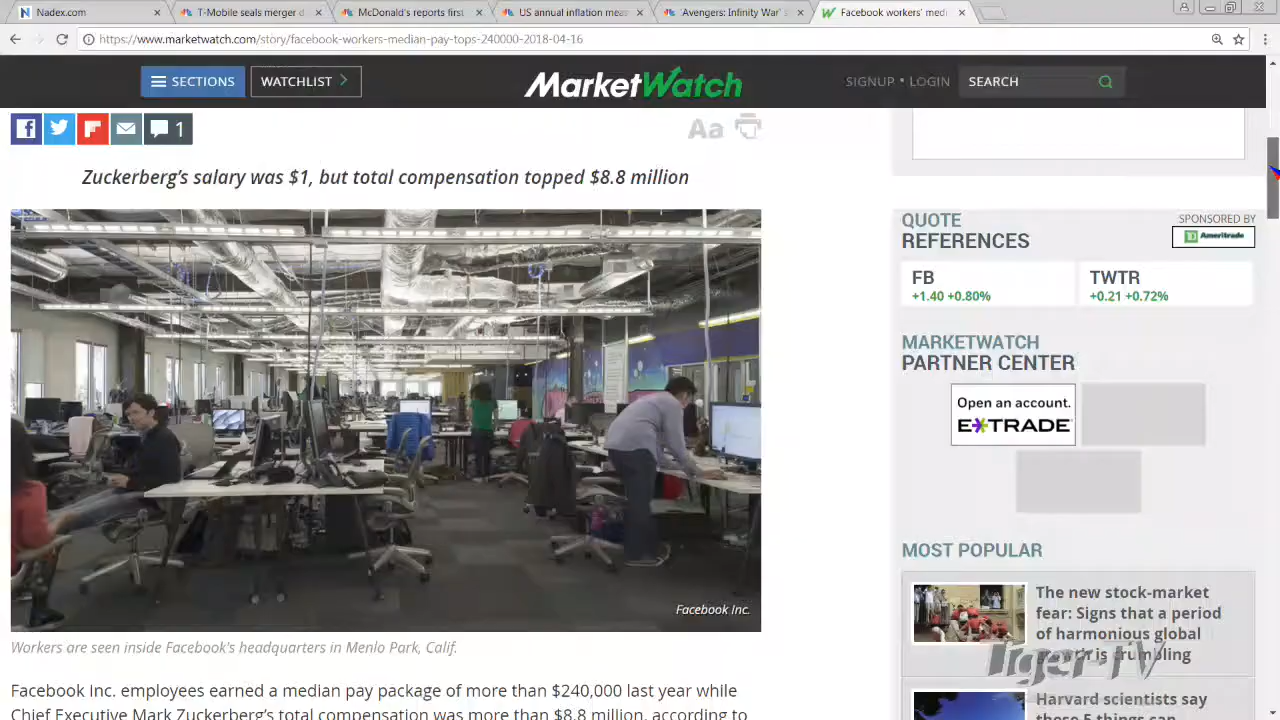 Nadex.com
T-Mobile seals merger d
McDonald's reports first
US annual inflation mea
'Avengers: Infinity War' s
Facebook workers' medi
https://www.marketwatch.com/story/facebook-workers-median-pay-tops-240000-2018-04-16
SECTIONS
WATCHLIST
MarketWatch
SIGNUP • LOGIN
SEARCH
1
Aa
Zuckerberg's salary was $1, but total compensation topped $8.8 million
Facebook Inc.
Workers are seen inside Facebook's headquarters in Menlo Park, Calif.
Facebook Inc. employees earned a median pay package of more than $240,000 last year while
Chief Executive Mark Zuckerberg's total compensation was more than $8.8 million, according to
QUOTE
REFERENCES
SPONSORED BY
TD Ameritrade
FB
+1.40 +0.80%
TWTR
+0.21 +0.72%
MARKETWATCH
PARTNER CENTER
Open an account.
E*TRADE
MOST POPULAR
The new stock-market
fear: Signs that a period
of harmonious global
growth is crumbling
Harvard scientists say
these 5 things can
Tiger-TV